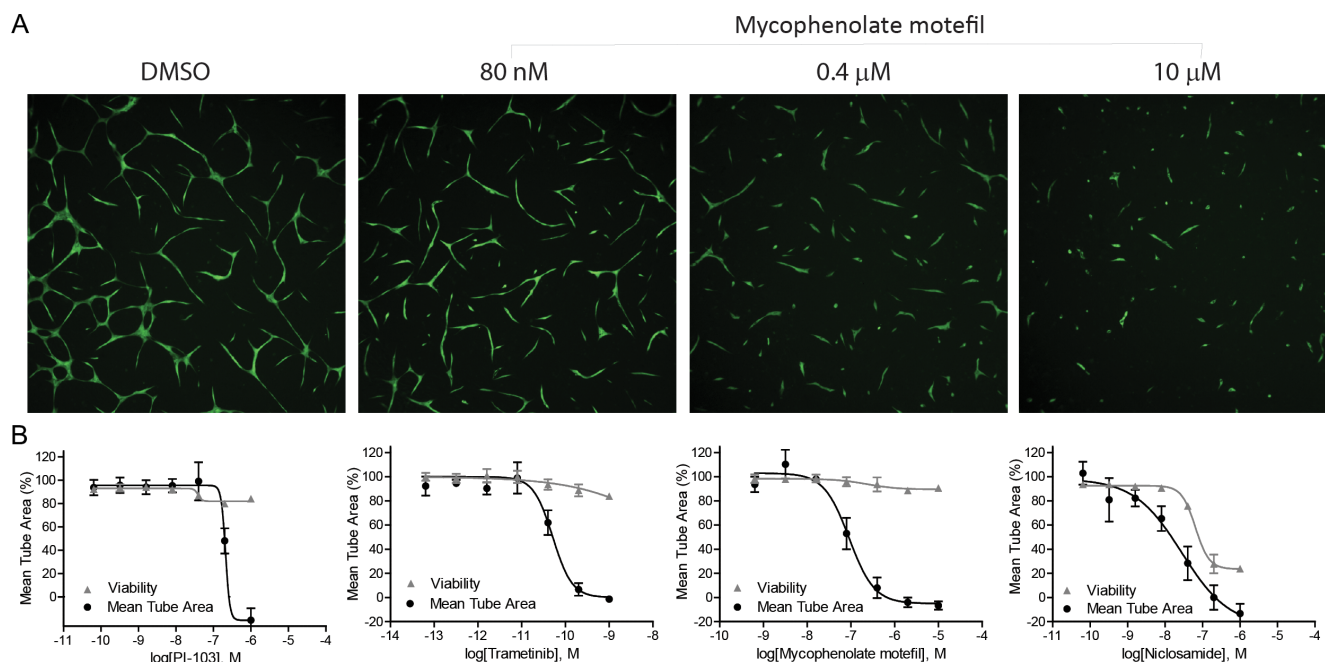 A
Mycophenolate motefil
DMSO
80 nM
0.4 µM
10 µM
B
120
100
80
60
40
20
0
Mean Tube Area (%)
Viability
Mean Tube Area
-11 -10 -9 -8 -7 -6 -5 -4
log[PI-103], M
120
100
80
60
40
20
0
-20
Mean Tube Area (%)
Viability
Mean Tube Area
-14 -13 -12 -11 -10 -9 -8
log[Trametinib], M
120
100
80
60
40
20
0
-20
Mean Tube Area (%)
Viability
Mean Tube Area
-10 -9 -8 -7 -6 -5 -4
log[Mycophenolate motefil], M
120
100
80
60
40
20
0
-20
Mean Tube Area (%)
Viability
Mean Tube Area
-11 -10 -9 -8 -7 -6 -5 -4
log[Niclosamide], M